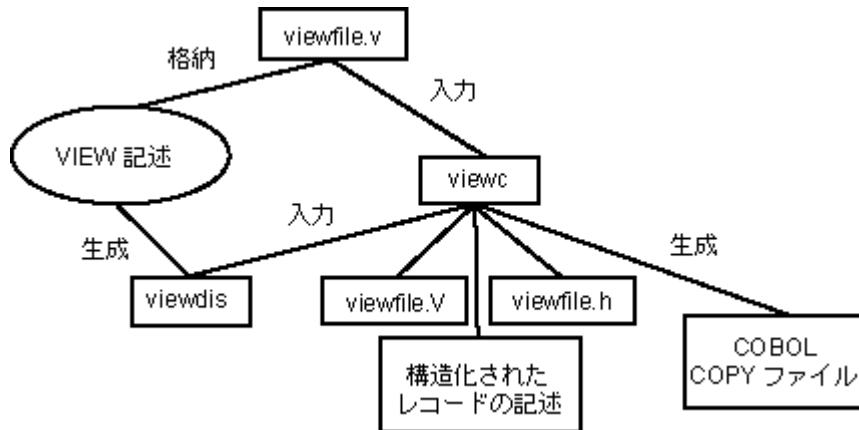 viewfile.v
格納
入力
VIEW 記述
viewc
入力
生成
生成
viewdis
viewfile.V
viewfile.h
構造化された
レコードの記述
COBOL
COPY ファイル